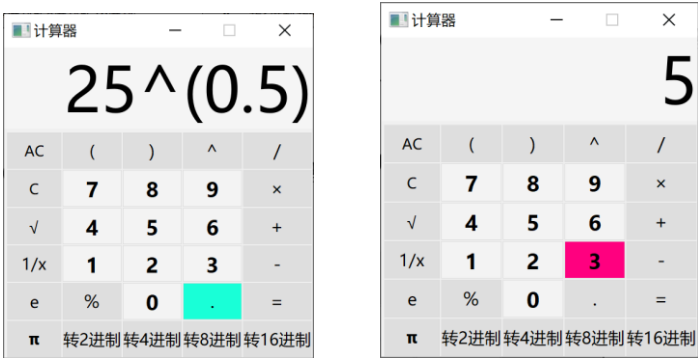 计算器
25^(0.5)
AC ( ) ^ /
C 7 8 9 ×
√ 4 5 6 +
1/x 1 2 3 -
e % 0 . =
π 转2进制 转4进制 转8进制 转16进制
计算器
5
AC ( ) ^ /
C 7 8 9 ×
√ 4 5 6 +
1/x 1 2 3 -
e % 0 . =
π 转2进制 转4进制 转8进制 转16进制